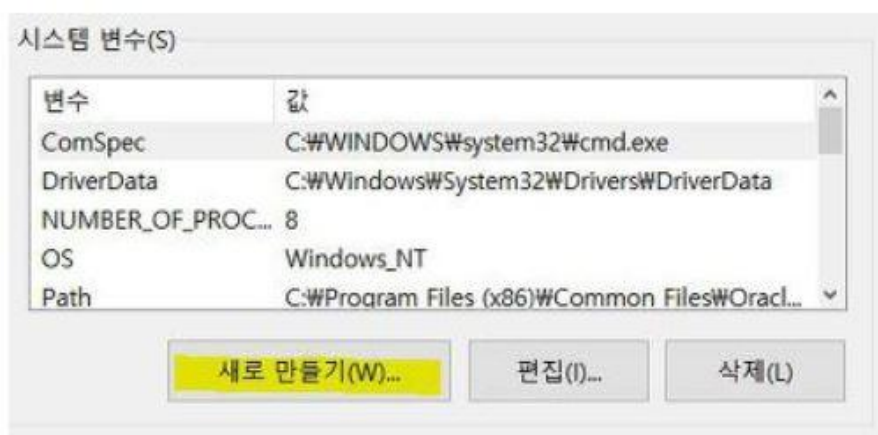 시스템 변수(S)
변수 값
ComSpec C:₩WINDOWS₩system32₩cmd.exe
DriverData C:₩Windows₩System32₩Drivers₩DriverData
NUMBER_OF_PROC... 8
OS Windows_NT
Path C:₩Program Files (x86)₩Common Files₩Oracl...
새로 만들기(W)... 편집(I)... 삭제(L)